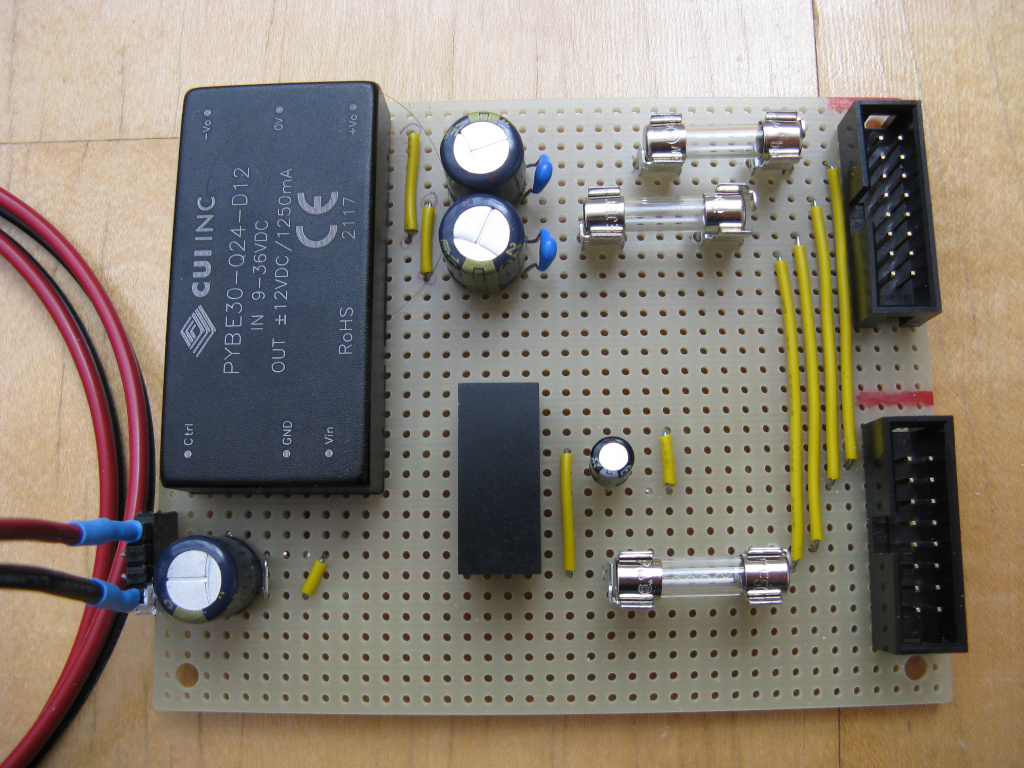 -Vo
0V
+Vo
CUI INC
PYBE30-Q24-D12
IN 9-36VDC
OUT ±12VDC/1250mA
CE
RoHS
2117
Ctrl
GND
Vin